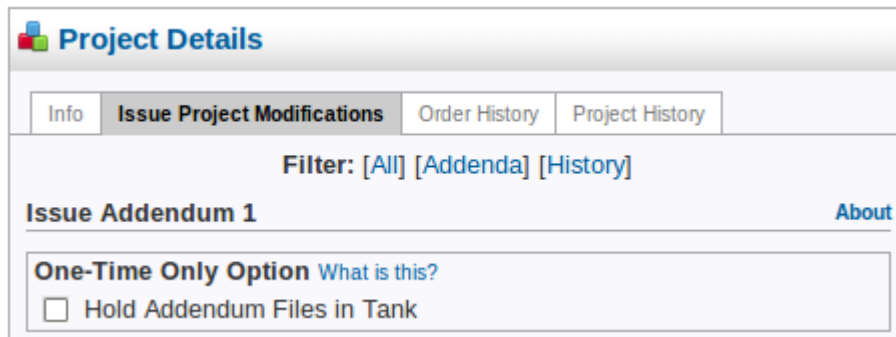 Project Details
Info Issue Project Modifications Order History Project History
Filter: [All] [Addenda] [History]
Issue Addendum 1 About
One-Time Only Option What is this?
Hold Addendum Files in Tank